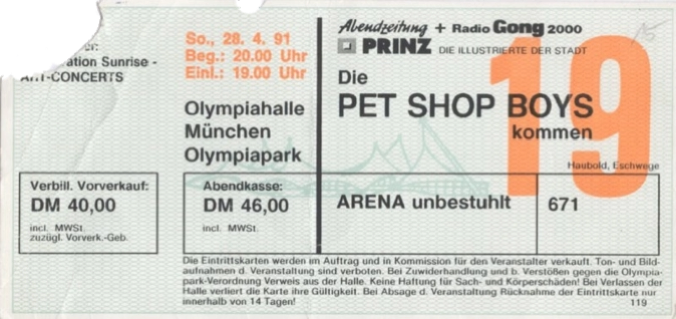 er:
ation Sunrise -
-CONCERTS
So., 28. 4. 91
Beg.: 20.00 Uhr
Einl.: 19.00 Uhr
Olympiahalle
München
Olympiapark
Verbill. Vorverkauf:
DM 40,00
incl. MWSt.
zuzügl. Vorverk.-Geb.
Abendkasse:
DM 46,00
incl. MWSt.
Abendzeitung + Radio Gong 2000
PRINZ DIE ILLUSTRIERTE DER STADT
15
19
Die
PET SHOP BOYS
kommen
Haubold, Eschwege
ARENA unbestuhlt
671
Die Eintrittskarten werden im Auftrag und in Kommission für den Veranstalter verkauft. Ton- und Bild-
aufnahmen d. Veranstaltung sind verboten. Bei Zuwiderhandlung und b. Verstößen gegen die Olympia-
park-Verordnung Verweis aus der Halle. Keine Haftung für Sach- und Körperschäden! Bei Verlassen der
Halle verliert die Karte ihre Gültigkeit. Bei Absage d. Veranstaltung Rücknahme der Eintrittskarte nur
innerhalb von 14 Tagen!
119